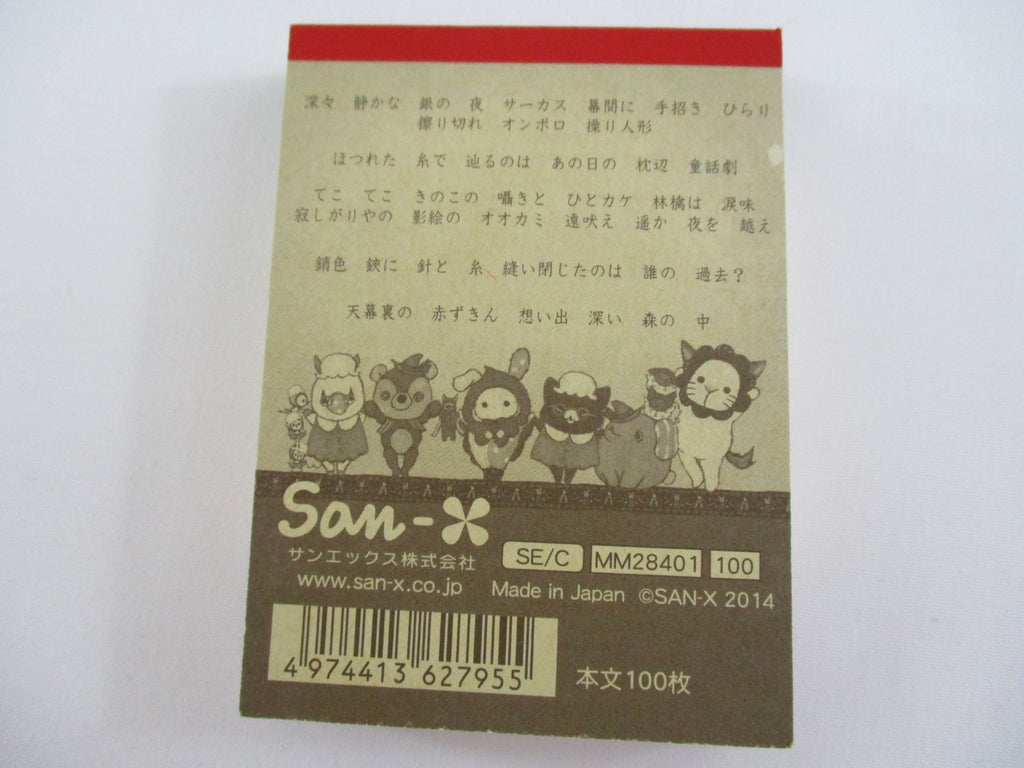 深々 静かな 銀の 夜 サーカス 幕間に 手招き ひらり
擦り切れ オンボロ 操り人形
ほつれた 糸で 辿るのは あの日の 枕辺 童話劇
てこ てこ きのこの 囁きと ひとカケ 林檎は 涙味
寂しがりやの 影絵の オオカミ 遠吠え 遥か 夜を 越え
錆色 鋏に 針と 糸 縫い閉じたのは 誰の 過去?
天幕裏の 赤ずきん 想い出 深い 森の 中
San-X
サンエックス株式会社
SE/C MM28401 100
www.san-x.co.jp Made in Japan ©SAN-X 2014
4 974413 627955
本文100枚